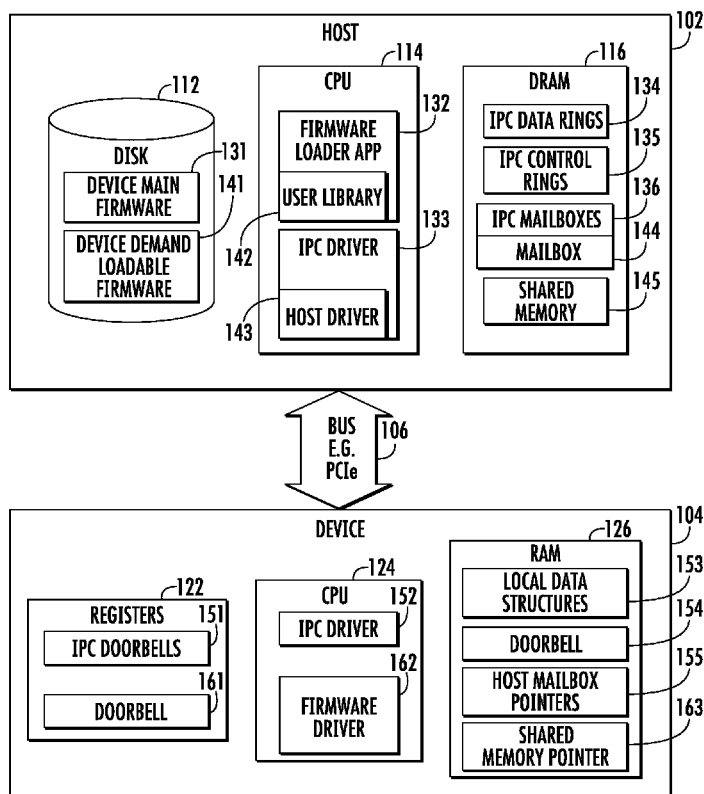 HOST
102
112
DISK
131
DEVICE MAIN
FIRMWARE
141
DEVICE DEMAND
LOADABLE
FIRMWARE
114
CPU
132
FIRMWARE
LOADER APP
USER LIBRARY
142
133
IPC DRIVER
143
HOST DRIVER
116
DRAM
134
IPC DATA RINGS
135
IPC CONTROL
RINGS
136
IPC MAILBOXES
144
MAILBOX
145
SHARED
MEMORY
BUS
E.G.
PCIe
106
DEVICE
104
122
REGISTERS
151
IPC DOORBELLS
161
DOORBELL
124
CPU
152
IPC DRIVER
162
FIRMWARE
DRIVER
126
RAM
153
LOCAL DATA
STRUCTURES
154
DOORBELL
155
HOST MAILBOX
POINTERS
163
SHARED
MEMORY POINTER